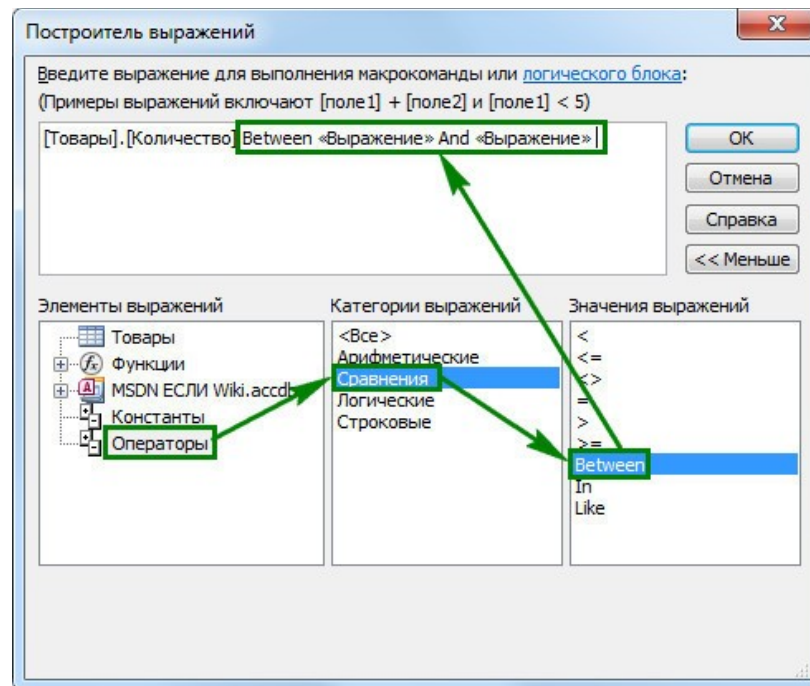 Построитель выражений
Введите выражение для выполнения макрокоманды или логического блока:
(Примеры выражений включают [поле1] + [поле2] и [поле1] < 5)
[Товары].[Количество] Between «Выражение» And «Выражение»
ОК
Отмена
Справка
<< Меньше
Элементы выражений
Товары
Функции
MSDN ЕСЛИ Wiki.accdb
Константы
Операторы
Категории выражений
<Все>
Арифметические
Сравнения
Логические
Строковые
Значения выражений
<
<=
<>
=
>
>=
Between
In
Like